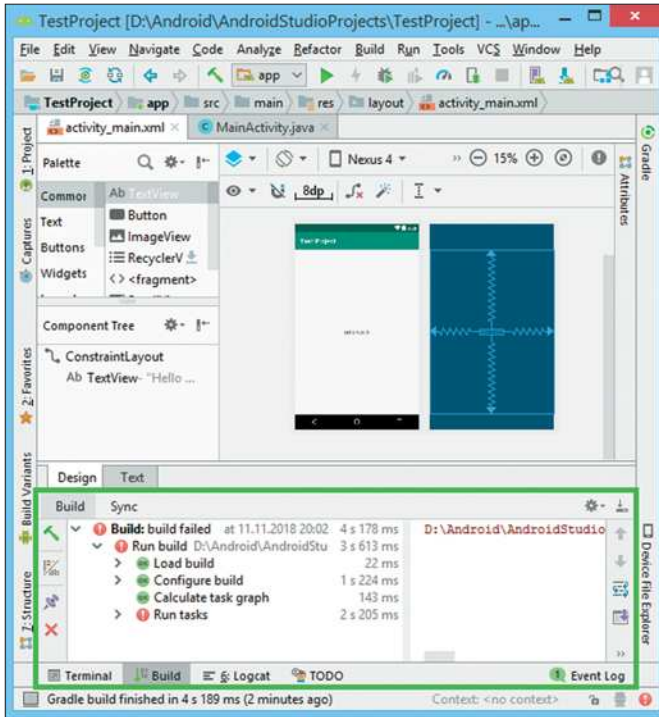 TestProject [D:\Android\AndroidStudioProjects\TestProject] - ...\ap...
File Edit View Navigate Code Analyze Refactor Build Run Tools VCS Window Help
app
TestProject app src main res layout activity_main.xml
activity_main.xml MainActivity.java
1: Project
Captures
2: Favorites
Build Variants
7: Structure
Palette
Nexus 4
15%
Commor
Text
Buttons
Widgets
Ab TextView
Button
ImageView
RecyclerV
<> <fragment>
8dp
Component Tree
ConstraintLayout
Ab TextView- "Hello ...
Test Project
Gradle
Attributes
Device File Explorer
Design Text
Build Sync
Build: build failed at 11.11.2018 20:02 4 s 178 ms
Run build D:\Android\AndroidStu 3 s 613 ms
Load build 22 ms
Configure build 1 s 224 ms
Calculate task graph 143 ms
Run tasks 2 s 205 ms
D:\Android\AndroidStudio
Terminal Build 6: Logcat TODO 1 Event Log
Gradle build finished in 4 s 189 ms (2 minutes ago) Context: <no context>